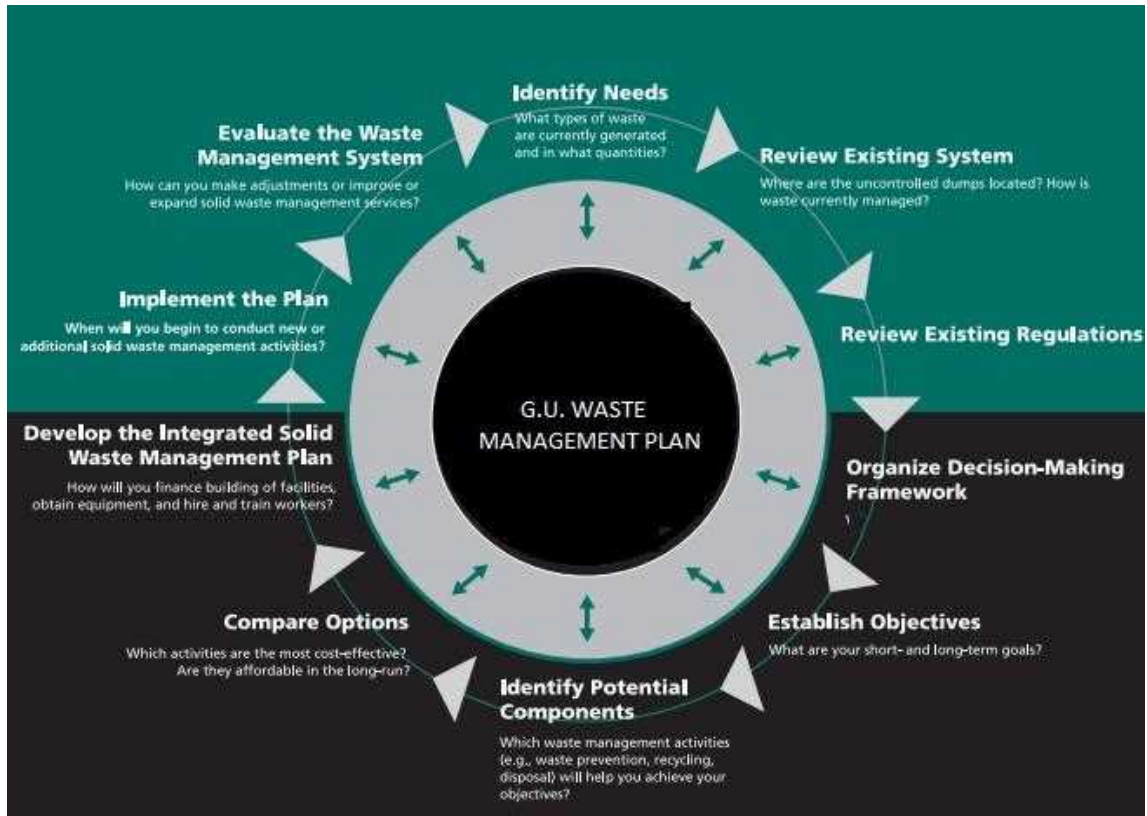 Identify Needs
What types of waste
are currently generated
and in what quantities?
Review Existing System
Where are the uncontrolled dumps located? How is
waste currently managed?
Review Existing Regulations
Organize Decision-Making
Framework
Establish Objectives
What are your short- and long-term goals?
Identify Potential
Components
Which waste management activities
(e.g., waste prevention, recycling,
disposal) will help you achieve your
objectives?
Compare Options
Which activities are the most cost-effective?
Are they affordable in the long-run?
Develop the Integrated Solid
Waste Management Plan
How will you finance building of facilities,
obtain equipment, and hire and train workers?
Implement the Plan
When will you begin to conduct new or
additional solid waste management activities?
Evaluate the Waste
Management System
How can you make adjustments or improve or
expand solid waste management services?
G.U. WASTE
MANAGEMENT PLAN